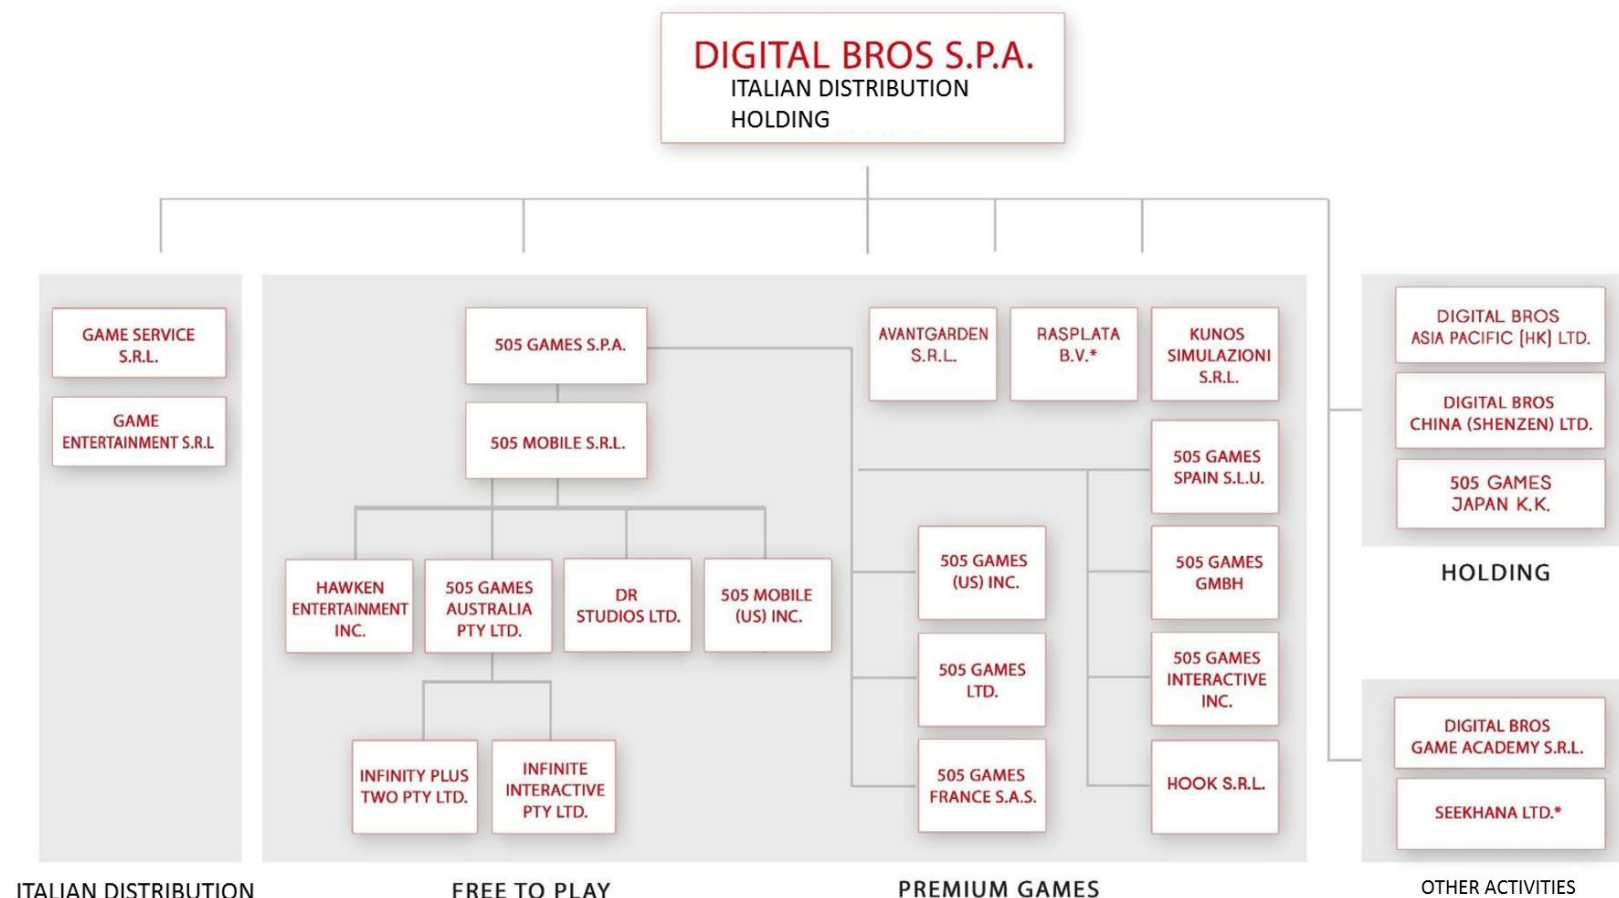 DIGITAL BROS S.P.A.
ITALIAN DISTRIBUTION
HOLDING
GAME SERVICE
S.R.L.
GAME
ENTERTAINMENT S.R.L
505 GAMES S.P.A.
505 MOBILE S.R.L.
HAWKEN
ENTERTAINMENT
INC.
505 GAMES
AUSTRALIA
PTY LTD.
DR
STUDIOS LTD.
505 MOBILE
(US) INC.
INFINITY PLUS
TWO PTY LTD.
INFINITE
INTERACTIVE
PTY LTD.
AVANTGARDEN
S.R.L.
RASPLATA
B.V.*
KUNOS
SIMULAZIONI
S.R.L.
505 GAMES
SPAIN S.L.U.
505 GAMES
(US) INC.
505 GAMES
GMBH
505 GAMES
LTD.
505 GAMES
INTERACTIVE
INC.
505 GAMES
FRANCE S.A.S.
HOOK S.R.L.
DIGITAL BROS
ASIA PACIFIC (HK) LTD.
DIGITAL BROS
CHINA (SHENZEN) LTD.
505 GAMES
JAPAN K.K.
HOLDING
DIGITAL BROS
GAME ACADEMY S.R.L.
SEEKHANA LTD.*
ITALIAN DISTRIBUTION
FREE TO PLAY
PREMIUM GAMES
OTHER ACTIVITIES